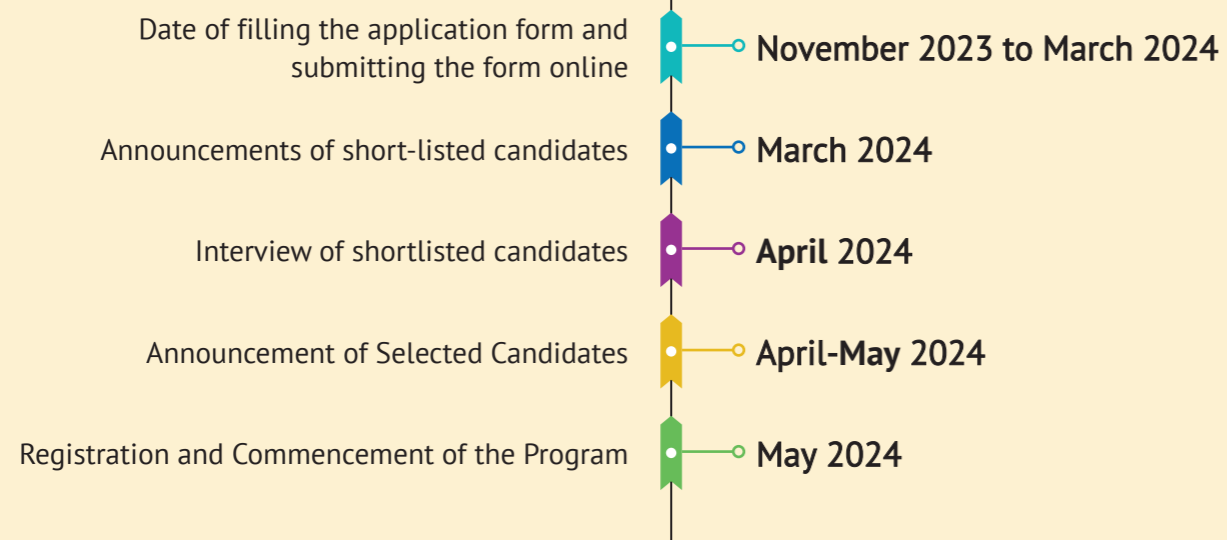 Date of filling the application form and
submitting the form online
November 2023 to March 2024
Announcements of short-listed candidates
March 2024
Interview of shortlisted candidates
April 2024
Announcement of Selected Candidates
April-May 2024
Registration and Commencement of the Program
May 2024